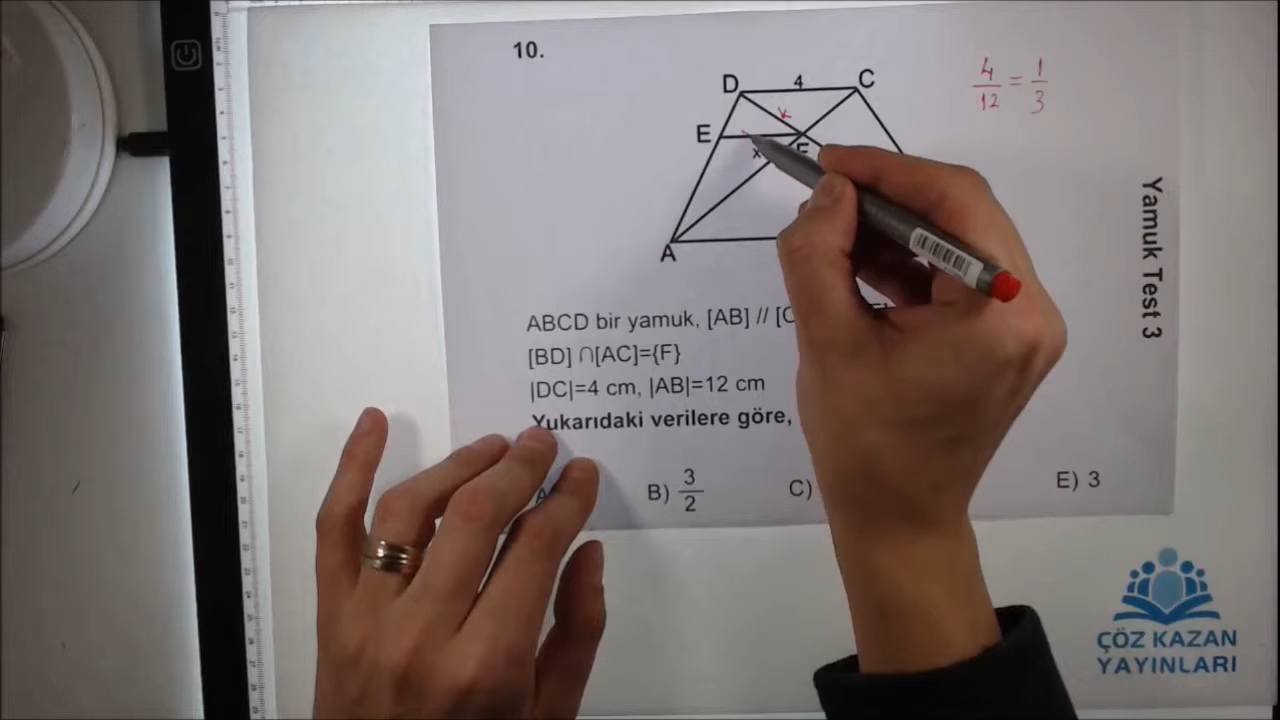 10.
D 4 C
4/12 = 1/3
k
E
x
A
Yamuk Test 3
ABCD bir yamuk, [AB] //
[BD] ∩[AC]={F}
|DC|=4 cm, |AB|=12 cm
Yukarıdaki verilere göre,
B) 3/2 C) E) 3
ÇÖZ KAZAN
YAYINLARI